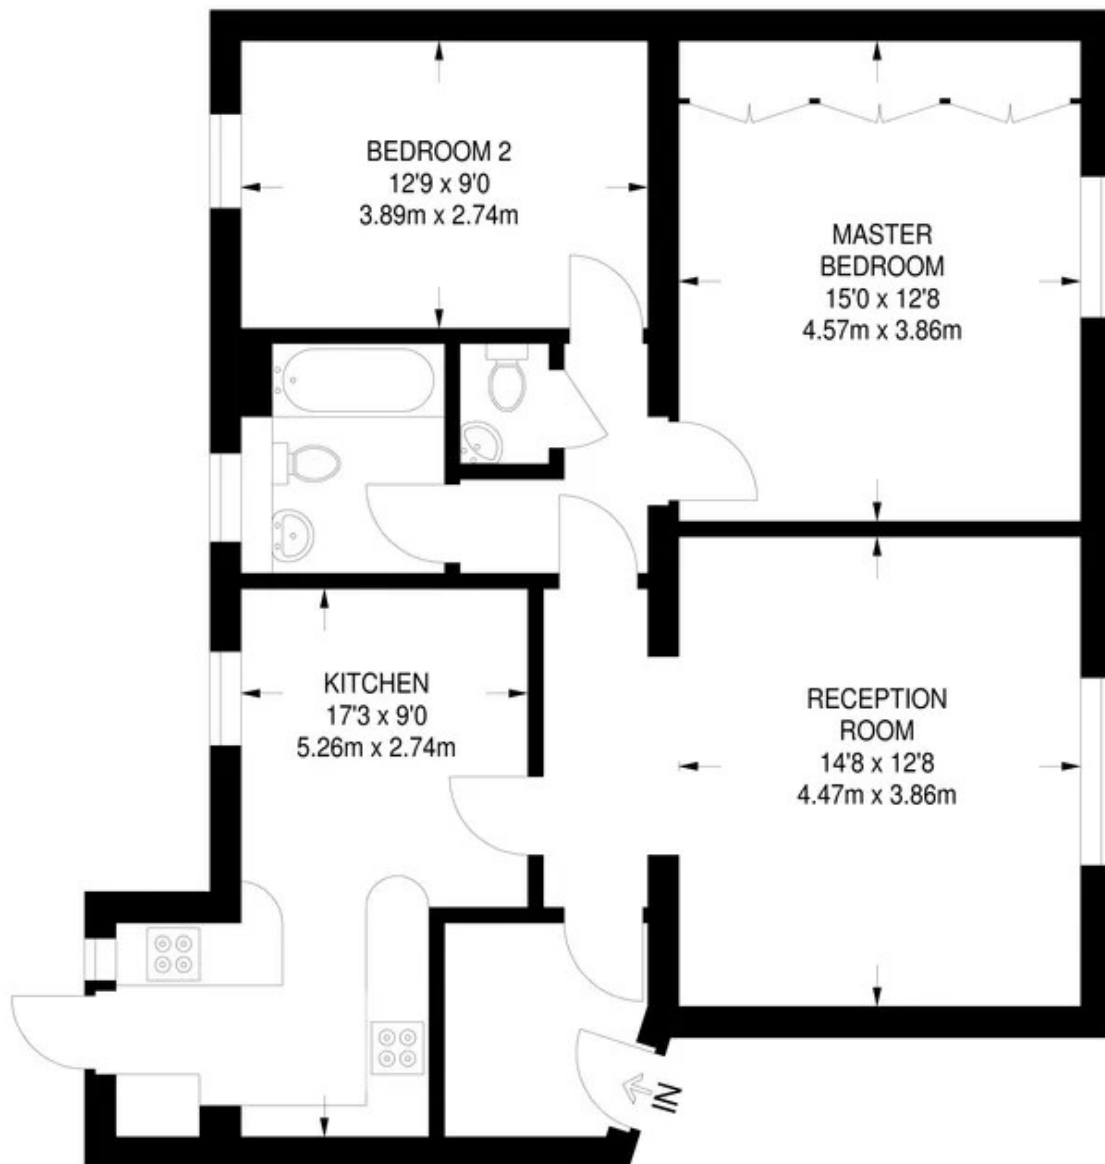 BEDROOM 2
12'9 x 9'0
3.89m x 2.74m
MASTER
BEDROOM
15'0 x 12'8
4.57m x 3.86m
KITCHEN
17'3 x 9'0
5.26m x 2.74m
RECEPTION
ROOM
14'8 x 12'8
4.47m x 3.86m
IN